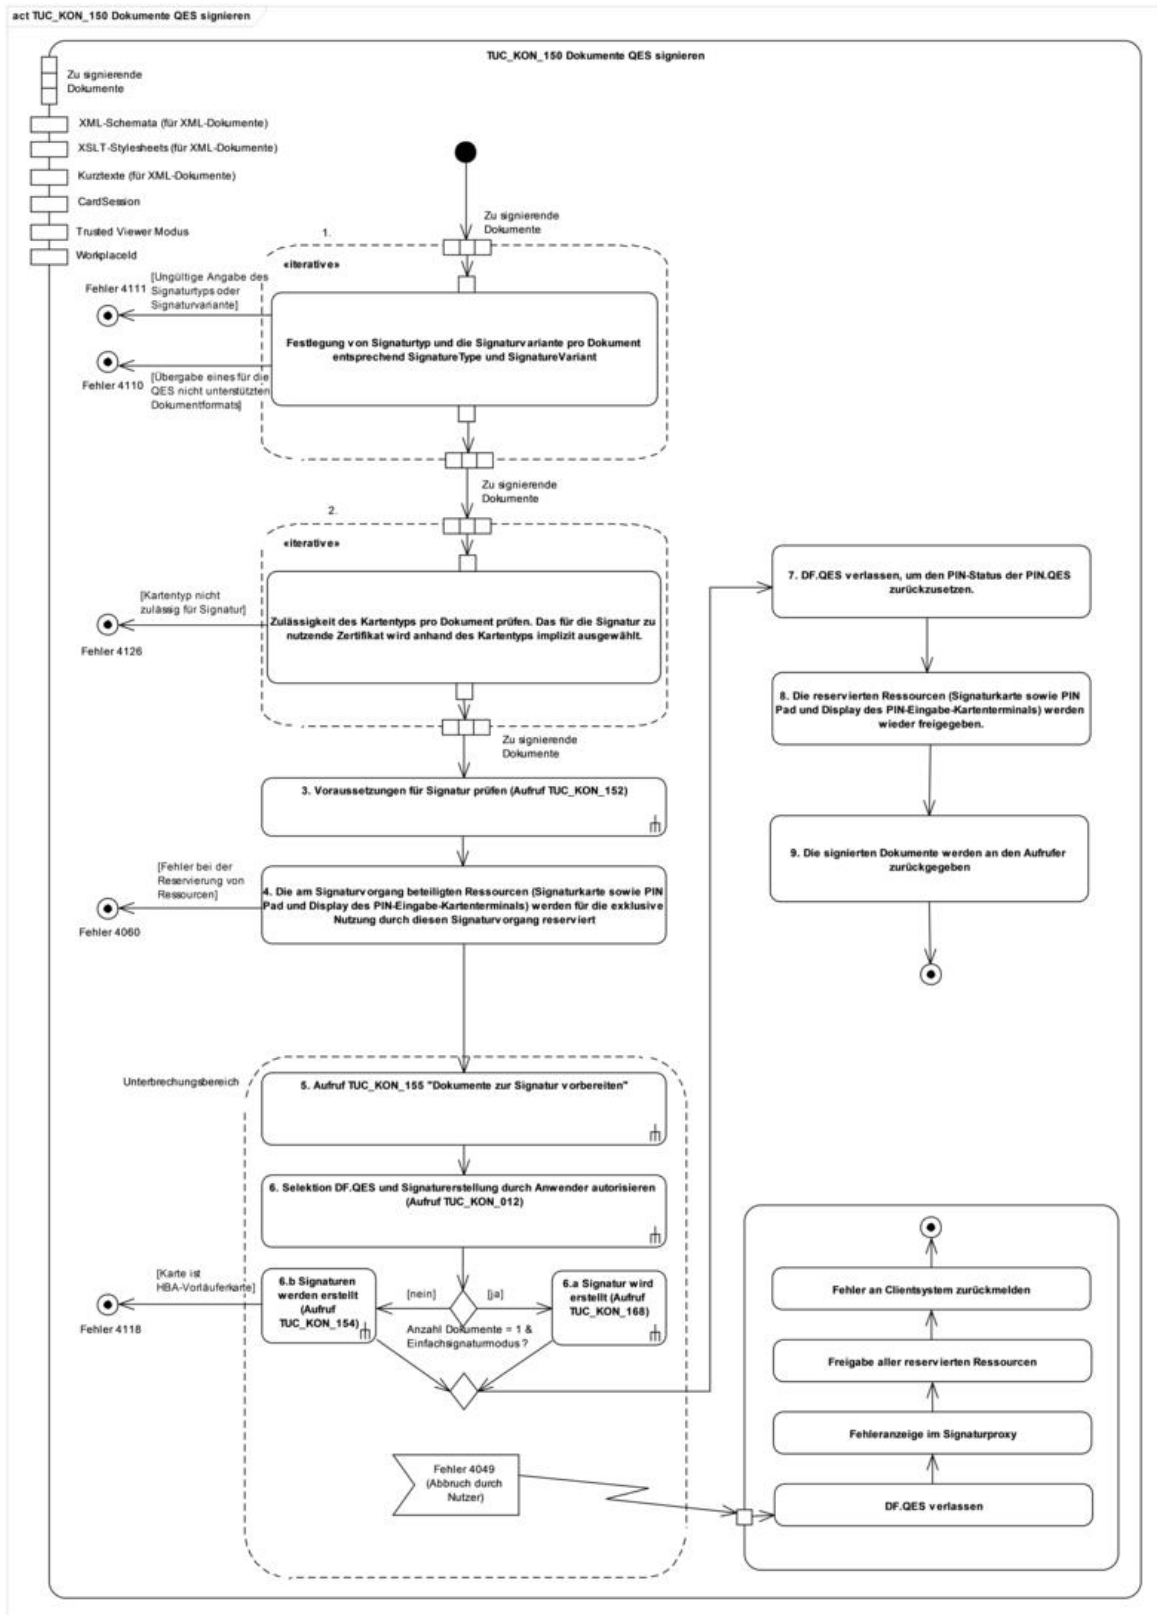 act TUC_KON_150 Dokumente QES signieren
TUC_KON_150 Dokumente QES signieren
Zu signierende
Dokumente
XML-Schemata (für XML-Dokumente)
XSLT-Stylesheets (für XML-Dokumente)
Kurztexte (für XML-Dokumente)
CardSession
Trusted Viewer Modus
WorkplaceId
Zu signierende
Dokumente
1.
«iterative»
Fehler 4111
[Ungültige Angabe des
Signaturtyps oder
Signaturvariante]
Festlegung von Signaturtyp und die Signaturvariante pro Dokument
entsprechend SignatureType und SignatureVariant
Fehler 4110
[Übergabe eines für die
QES nicht unterstützten
Dokumentformats]
Zu signierende
Dokumente
2.
«iterative»
[Kartentyp nicht
zulässig für Signatur]
Fehler 4126
Zulässigkeit des Kartentyps pro Dokument prüfen. Das für die Signatur zu
nutzende Zertifikat wird anhand des Kartentyps implizit ausgewählt.
Zu signierende
Dokumente
3. Voraussetzungen für Signatur prüfen (Aufruf TUC_KON_152)
[Fehler bei der
Reservierung von
Ressourcen]
Fehler 4060
4. Die am Signaturvorgang beteiligten Ressourcen (Signaturkarte sowie PIN
Pad und Display des PIN-Eingabe-Kartenterminals) werden für die exklusive
Nutzung durch diesen Signaturvorgang reserviert
Unterbrechungsbereich
5. Aufruf TUC_KON_155 "Dokumente zur Signatur vorbereiten"
6. Selektion DF.QES und Signaturerstellung durch Anwender autorisieren
(Aufruf TUC_KON_012)
[Karte ist
HBA-Vorläuferkarte]
Fehler 4118
6.b Signaturen
werden erstellt
(Aufruf
TUC_KON_154)
[nein]
[ja]
Anzahl Dokumente = 1 &
Einfachsignaturmodus ?
6.a Signatur wird
erstellt (Aufruf
TUC_KON_168)
Fehler 4049
(Abbruch durch
Nutzer)
7. DF.QES verlassen, um den PIN-Status der PIN.QES
zurückzusetzen.
8. Die reservierten Ressourcen (Signaturkarte sowie PIN
Pad und Display des PIN-Eingabe-Kartenterminals) werden
wieder freigegeben.
9. Die signierten Dokumente werden an den Aufrufer
zurückgegeben
Fehler an Clientsystem zurückmelden
Freigabe aller reservierten Ressourcen
Fehleranzeige im Signaturproxy
DF.QES verlassen